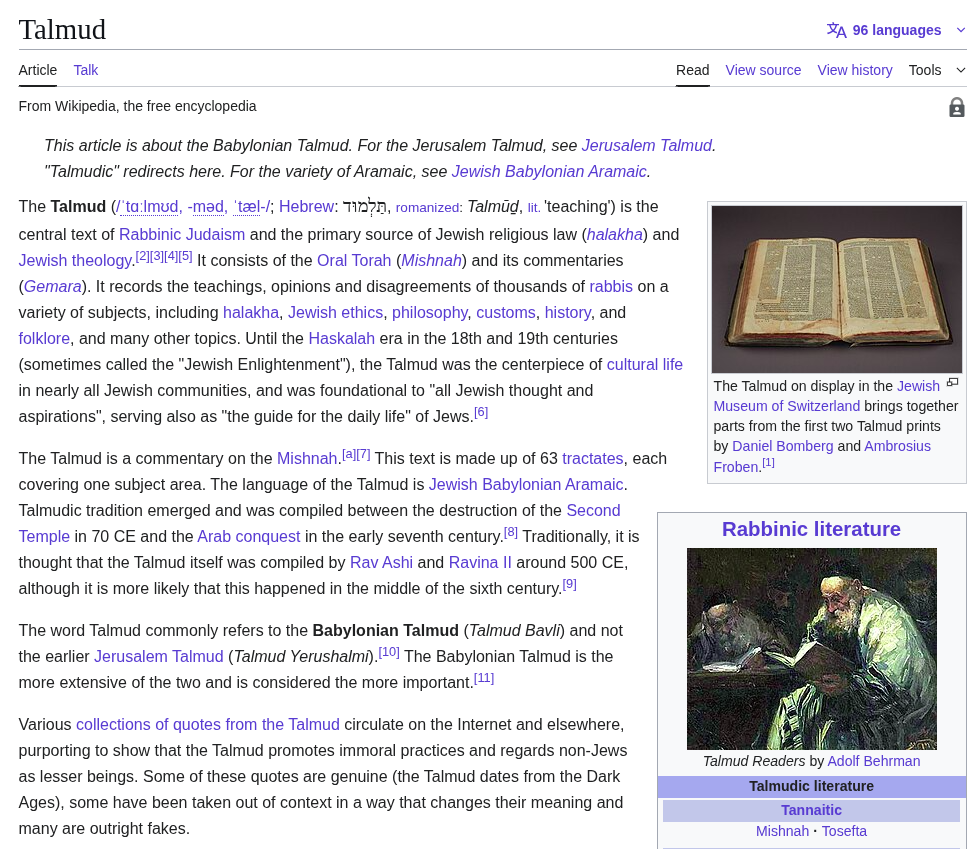 Talmud
96 languages
Article Talk Read View source View history Tools
From Wikipedia, the free encyclopedia
This article is about the Babylonian Talmud. For the Jerusalem Talmud, see Jerusalem Talmud.
"Talmudic" redirects here. For the variety of Aramaic, see Jewish Babylonian Aramaic.
The Talmud (/ˈtɑːlmʊd, -məd, ˈtæl-/; Hebrew: תַּלְמוּד, romanized: Talmūḏ, lit. 'teaching') is the
central text of Rabbinic Judaism and the primary source of Jewish religious law (halakha) and
Jewish theology.[2][3][4][5] It consists of the Oral Torah (Mishnah) and its commentaries
(Gemara). It records the teachings, opinions and disagreements of thousands of rabbis on a
variety of subjects, including halakha, Jewish ethics, philosophy, customs, history, and
folklore, and many other topics. Until the Haskalah era in the 18th and 19th centuries
(sometimes called the "Jewish Enlightenment"), the Talmud was the centerpiece of cultural life
in nearly all Jewish communities, and was foundational to "all Jewish thought and
aspirations", serving also as "the guide for the daily life" of Jews.[6]
The Talmud on display in the Jewish
Museum of Switzerland brings together
parts from the first two Talmud prints
by Daniel Bomberg and Ambrosius
Froben.[1]
The Talmud is a commentary on the Mishnah.[a][7] This text is made up of 63 tractates, each
covering one subject area. The language of the Talmud is Jewish Babylonian Aramaic.
Talmudic tradition emerged and was compiled between the destruction of the Second
Temple in 70 CE and the Arab conquest in the early seventh century.[8] Traditionally, it is
thought that the Talmud itself was compiled by Rav Ashi and Ravina II around 500 CE,
although it is more likely that this happened in the middle of the sixth century.[9]
The word Talmud commonly refers to the Babylonian Talmud (Talmud Bavli) and not
the earlier Jerusalem Talmud (Talmud Yerushalmi).[10] The Babylonian Talmud is the
more extensive of the two and is considered the more important.[11]
Various collections of quotes from the Talmud circulate on the Internet and elsewhere,
purporting to show that the Talmud promotes immoral practices and regards non-Jews
as lesser beings. Some of these quotes are genuine (the Talmud dates from the Dark
Ages), some have been taken out of context in a way that changes their meaning and
many are outright fakes.
Rabbinic literature
Talmud Readers by Adolf Behrman
Talmudic literature
Tannaitic
Mishnah · Tosefta